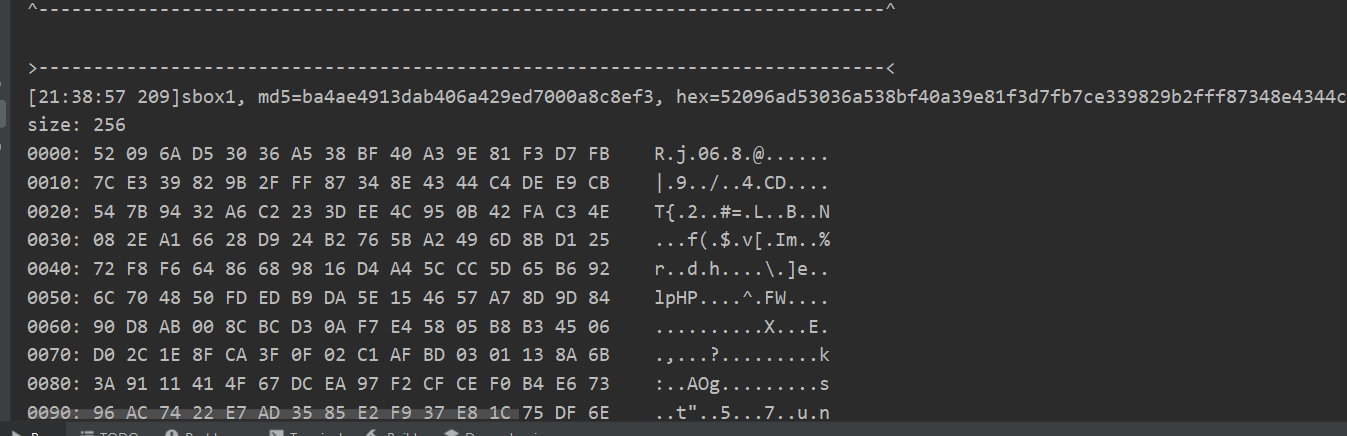 ^-----------------------------------------------------------------------------^
>-----------------------------------------------------------------------------<
[21:38:57 209]sbox1, md5=ba4ae4913dab406a429ed7000a8c8ef3, hex=52096ad53036a538bf40a39e81f3d7fb7ce339829b2fff87348e4344c
size: 256
0000: 52 09 6A D5 30 36 A5 38 BF 40 A3 9E 81 F3 D7 FB    R.j.06.8.@......
0010: 7C E3 39 82 9B 2F FF 87 34 8E 43 44 C4 DE E9 CB    |.9../..4.CD....
0020: 54 7B 94 32 A6 C2 23 3D EE 4C 95 0B 42 FA C3 4E    T{.2..#=.L..B..N
0030: 08 2E A1 66 28 D9 24 B2 76 5B A2 49 6D 8B D1 25    ...f(.$.v[.Im..%
0040: 72 F8 F6 64 86 68 98 16 D4 A4 5C CC 5D 65 B6 92    r..d.h....\.]e..
0050: 6C 70 48 50 FD ED B9 DA 5E 15 46 57 A7 8D 9D 84    lpHP....^.FW....
0060: 90 D8 AB 00 8C BC D3 0A F7 E4 58 05 B8 B3 45 06    ..........X...E.
0070: D0 2C 1E 8F CA 3F 0F 02 C1 AF BD 03 01 13 8A 6B    .,...?.........k
0080: 3A 91 11 41 4F 67 DC EA 97 F2 CF CE F0 B4 E6 73    :..AOg.........s
0090: 96 AC 74 22 E7 AD 35 85 E2 F9 37 E8 1C 75 DF 6E    ..t"..5...7..u.n